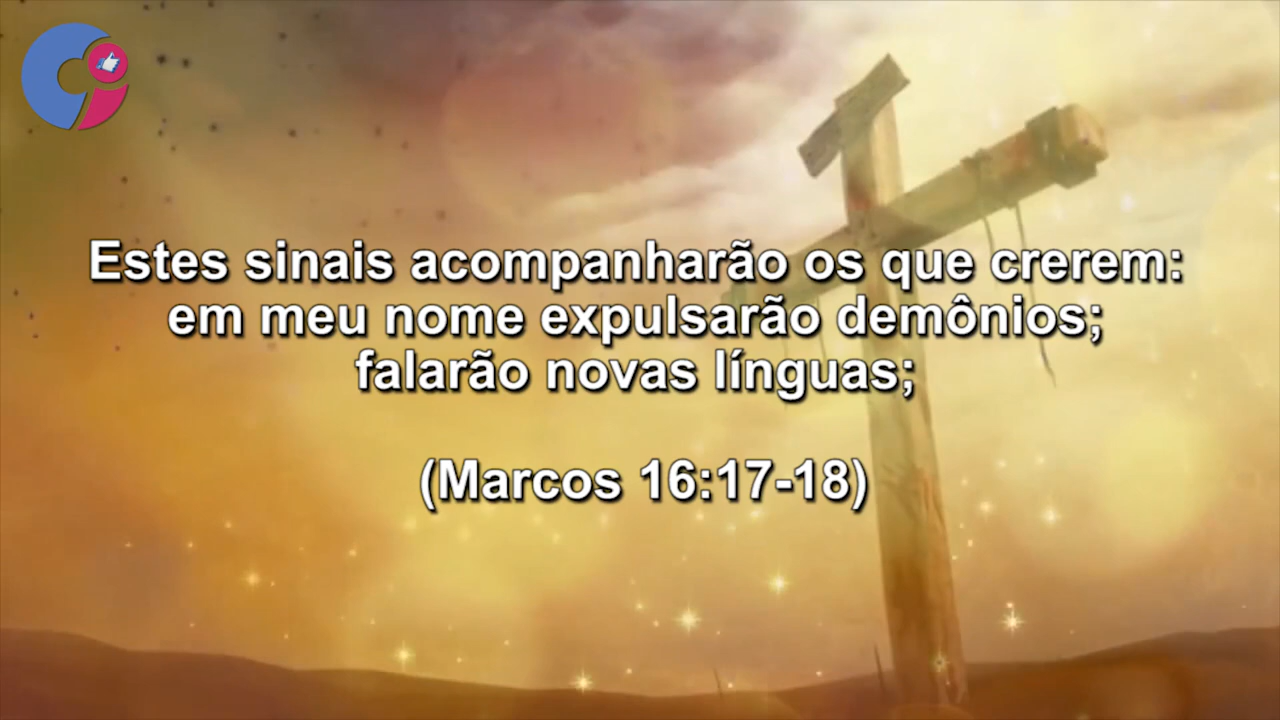 Estes sinais acompanharão os que crerem:
em meu nome expulsarão demônios;
falarão novas línguas;
(Marcos 16:17-18)